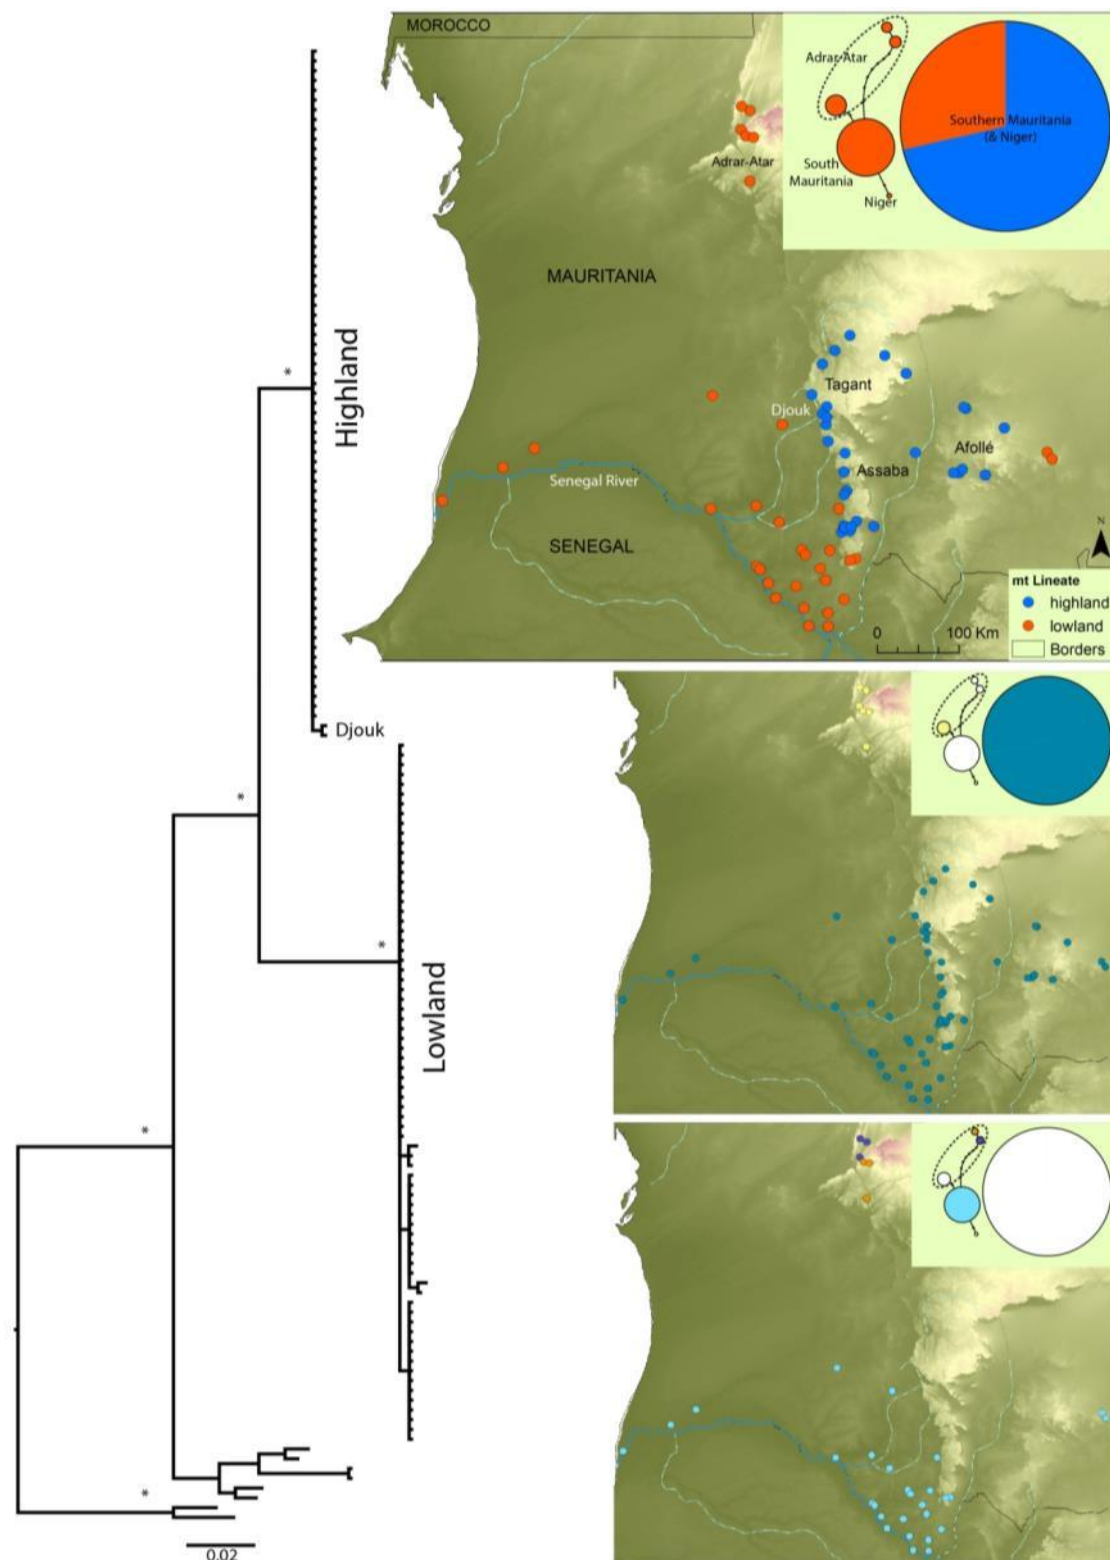 MOROCCO
Adrar-Atar
Southern Mauritania
(& Niger)
South
Mauritania
Niger
Adrar-Atar
MAURITANIA
Highland
Tagant
Djouk
Afollé
Assaba
Senegal River
SENEGAL
N
mt Lineate
highland
lowland
Borders
0 100 Km
*
Djouk
*
*
Lowland
*
*
0.02